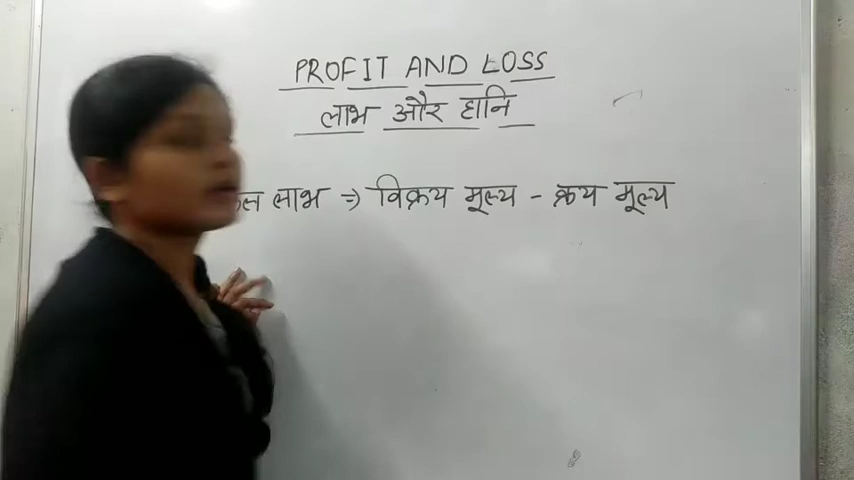 PROFIT AND LOSS
लाभ और हानि
लाभ ⇒ विक्रय मूल्य - क्रय मूल्य